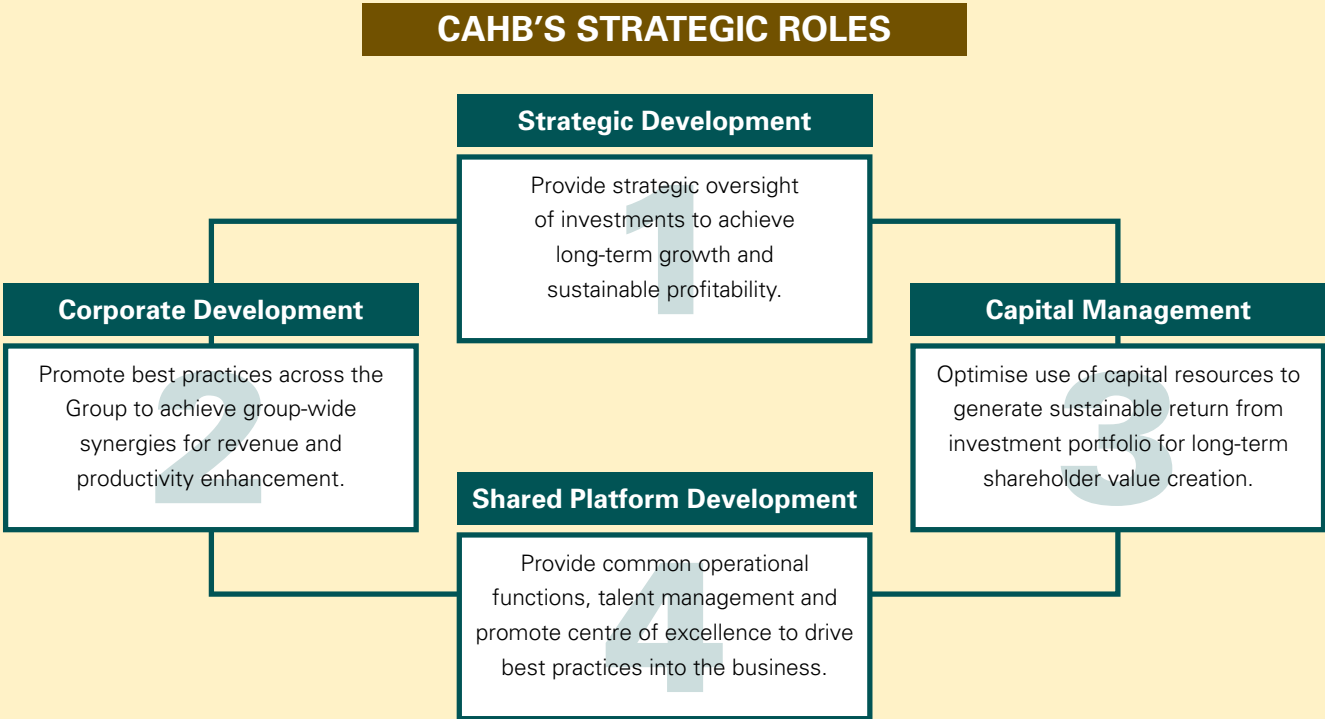 CAHB'S STRATEGIC ROLES
Strategic Development
1
Provide strategic oversight
of investments to achieve
long-term growth and
sustainable profitability.
Corporate Development
2
Promote best practices across the
Group to achieve group-wide
synergies for revenue and
productivity enhancement.
Capital Management
3
Optimise use of capital resources to
generate sustainable return from
investment portfolio for long-term
shareholder value creation.
Shared Platform Development
4
Provide common operational
functions, talent management and
promote centre of excellence to drive
best practices into the business.